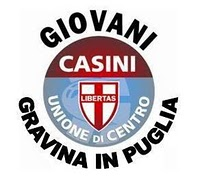 GIOVANI
CASINI
LIBERTAS
UNIONE DI CENTRO
GRAVINA IN PUGLIA